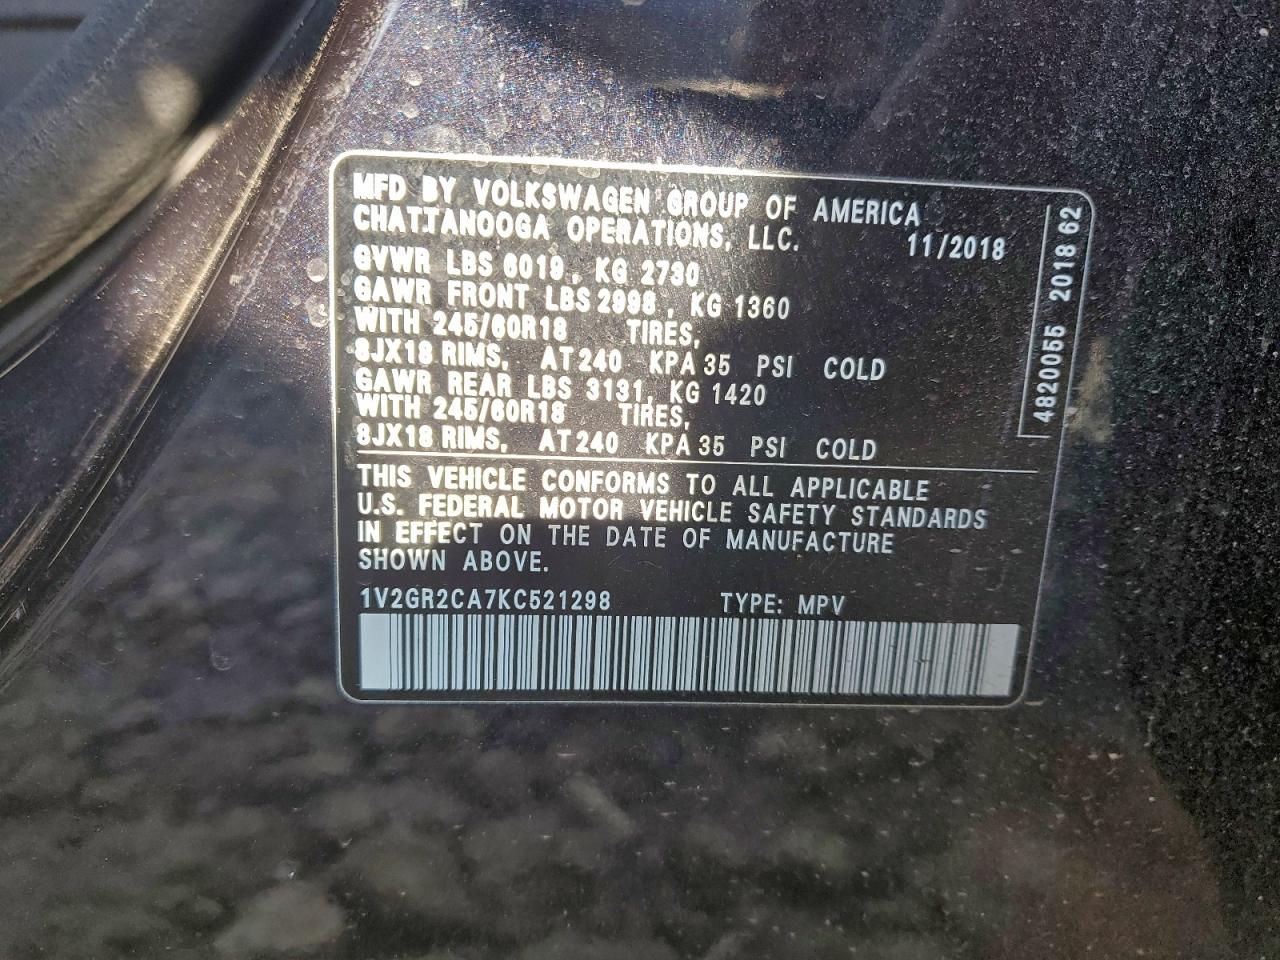 MFD BY VOLKSWAGEN GROUP OF AMERICA
CHATTANOOGA OPERATIONS, LLC. 11/2018
GVWR LBS 6019, KG 2730
GAWR FRONT LBS 2998, KG 1360
WITH 245/60R18 TIRES,
8JX18 RIMS, AT 240 KPA 35 PSI COLD
GAWR REAR LBS 3131, KG 1420
WITH 245/60R18 TIRES,
8JX18 RIMS, AT 240 KPA 35 PSI COLD
THIS VEHICLE CONFORMS TO ALL APPLICABLE
U.S. FEDERAL MOTOR VEHICLE SAFETY STANDARDS
IN EFFECT ON THE DATE OF MANUFACTURE
SHOWN ABOVE.
1V2GR2CA7KC521298 TYPE: MPV
4820055 2018 62